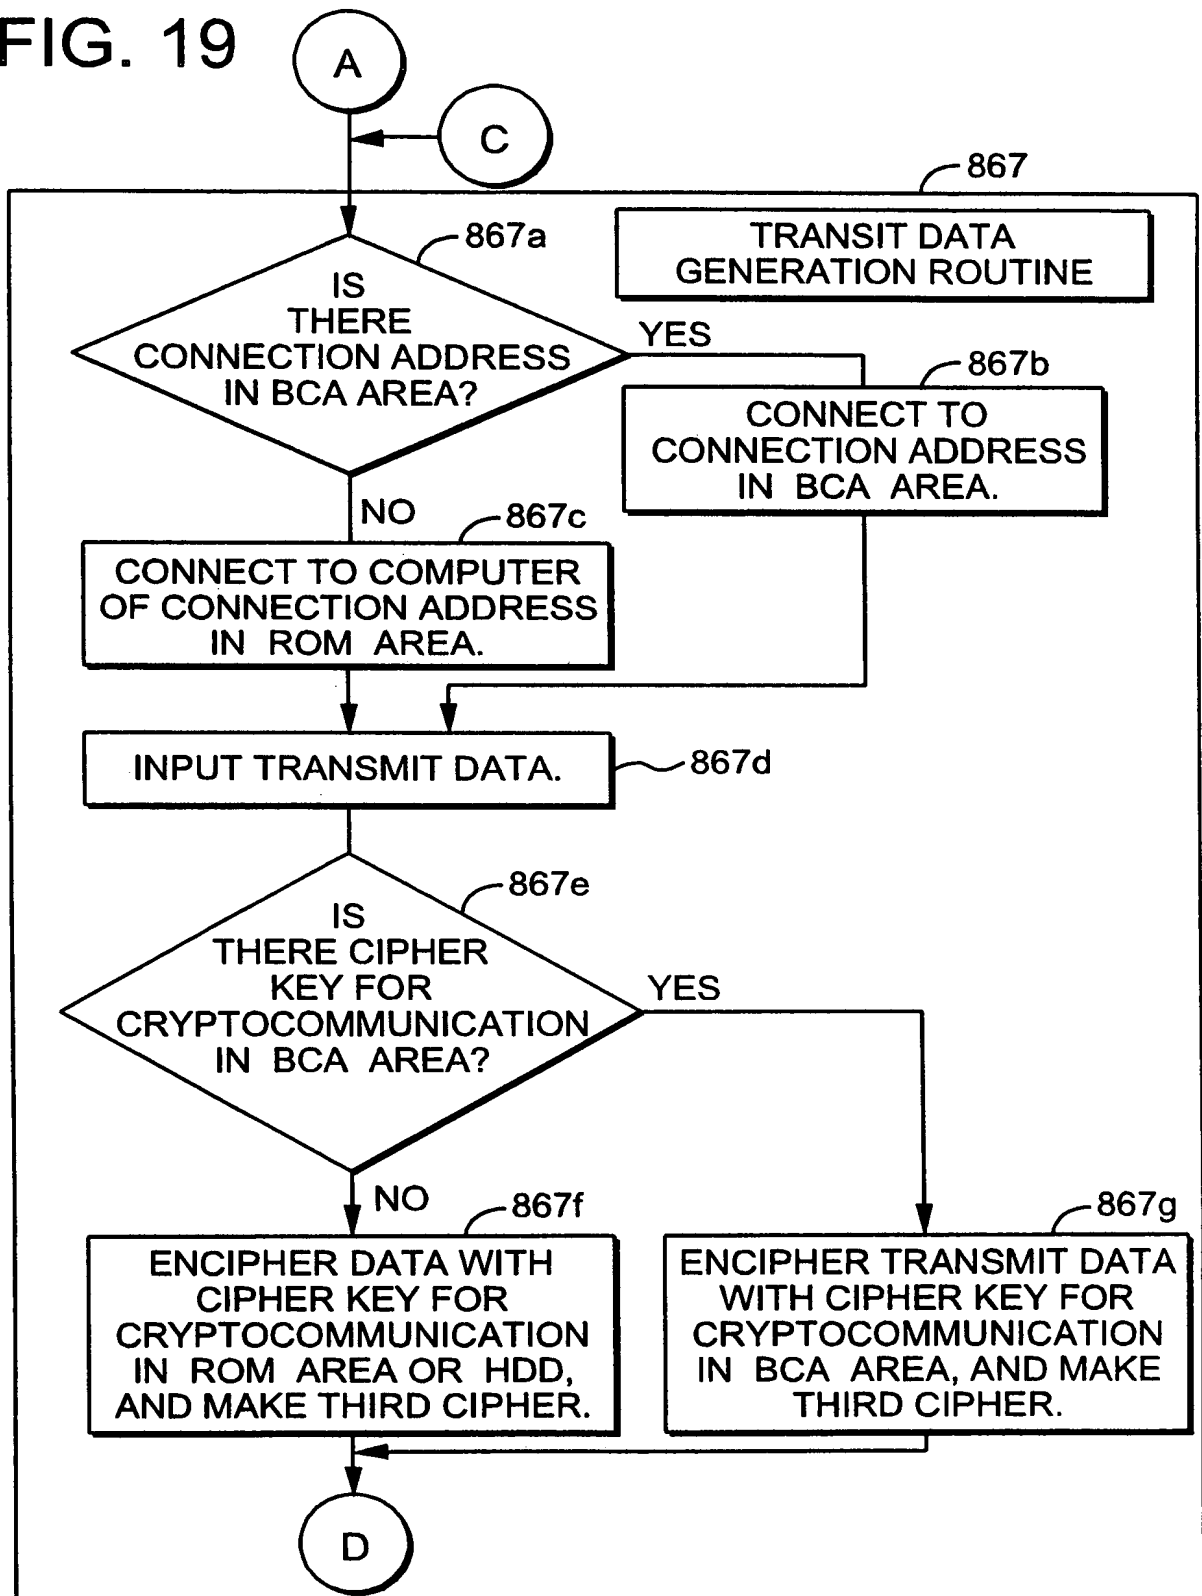 FIG. 19
A
C
867
TRANSIT DATA
GENERATION ROUTINE
867a
IS
THERE
CONNECTION ADDRESS
IN BCA AREA?
YES
867b
CONNECT TO
CONNECTION ADDRESS
IN BCA AREA.
NO
867c
CONNECT TO COMPUTER
OF CONNECTION ADDRESS
IN ROM AREA.
INPUT TRANSMIT DATA.
867d
867e
IS
THERE CIPHER
KEY FOR
CRYPTOCOMMUNICATION
IN BCA AREA?
YES
NO
867f
ENCIPHER DATA WITH
CIPHER KEY FOR
CRYPTOCOMMUNICATION
IN ROM AREA OR HDD,
AND MAKE THIRD CIPHER.
867g
ENCIPHER TRANSMIT DATA
WITH CIPHER KEY FOR
CRYPTOCOMMUNICATION
IN BCA AREA, AND MAKE
THIRD CIPHER.
D